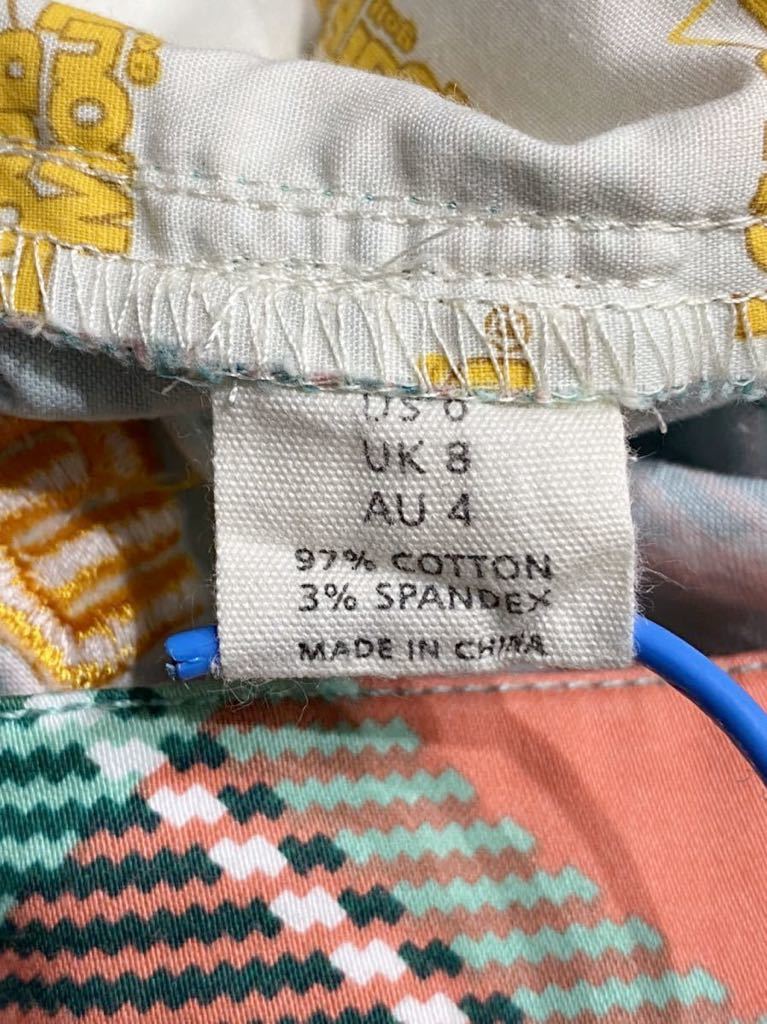 US 6
UK 8
AU 4
97% COTTON
3% SPANDEX
MADE IN CHINA